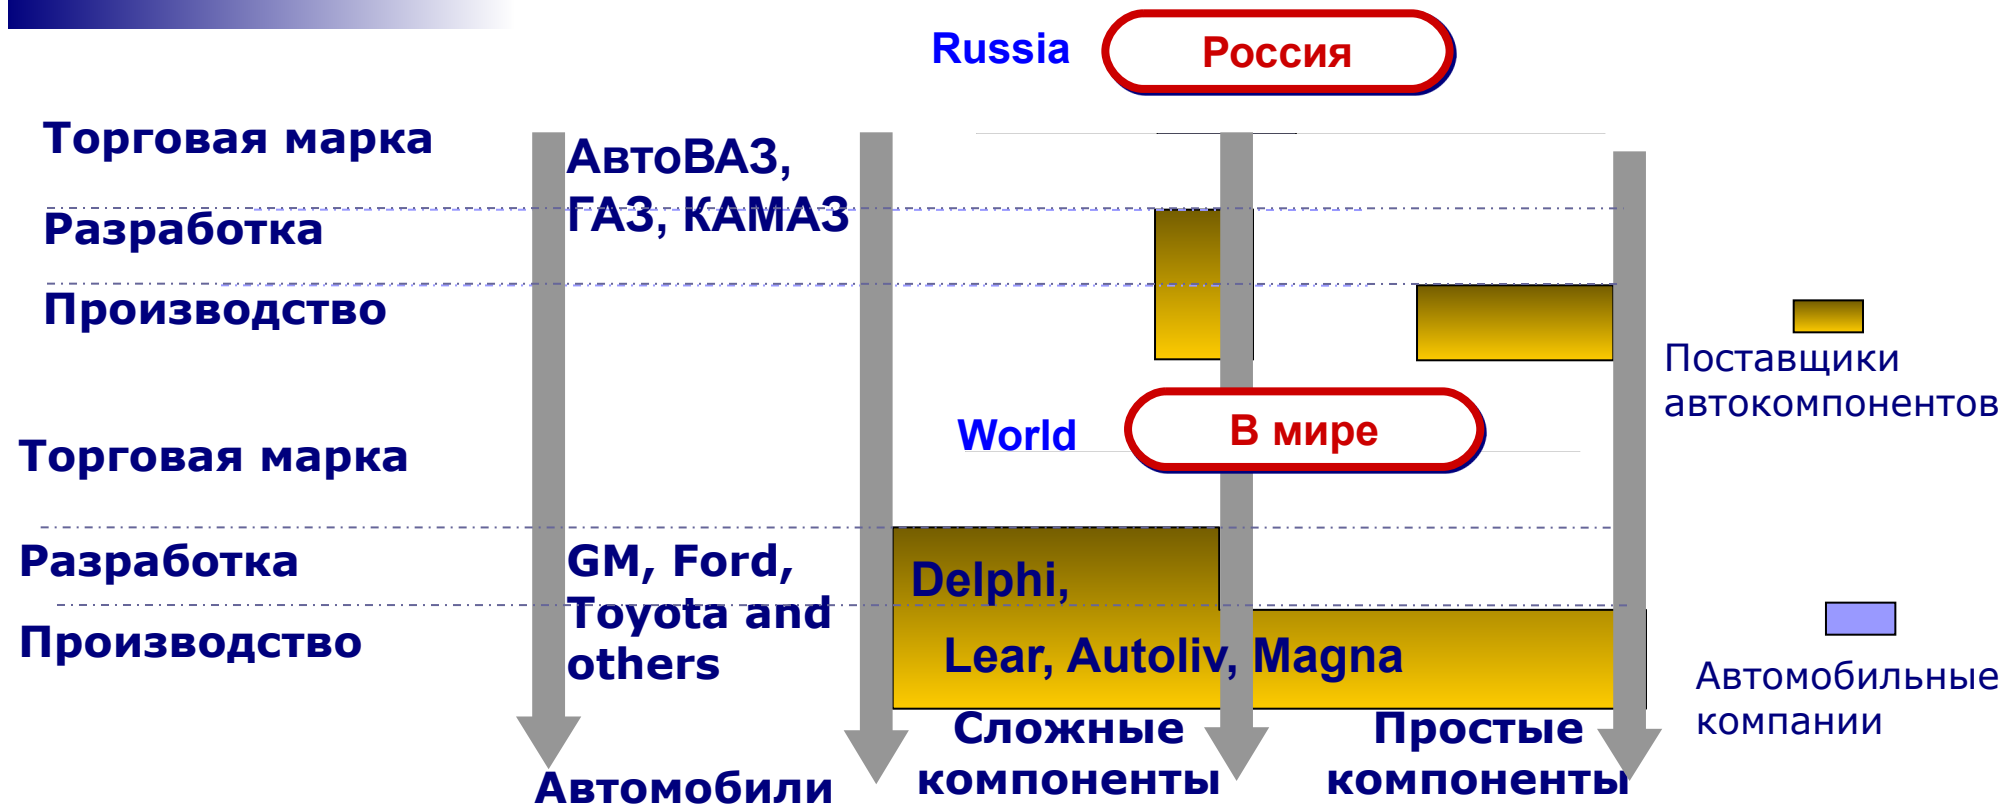 Russia
Россия
Торговая марка
АвтоВАЗ,
ГАЗ, КАМАЗ
Разработка
Производство
Поставщики
автокомпонентов
World
В мире
Торговая марка
Разработка
GM, Ford,
Toyota and
others
Delphi,
Производство
Lear, Autoliv, Magna
Автомобильные
компании
Автомобили
Сложные
компоненты
Простые
компоненты